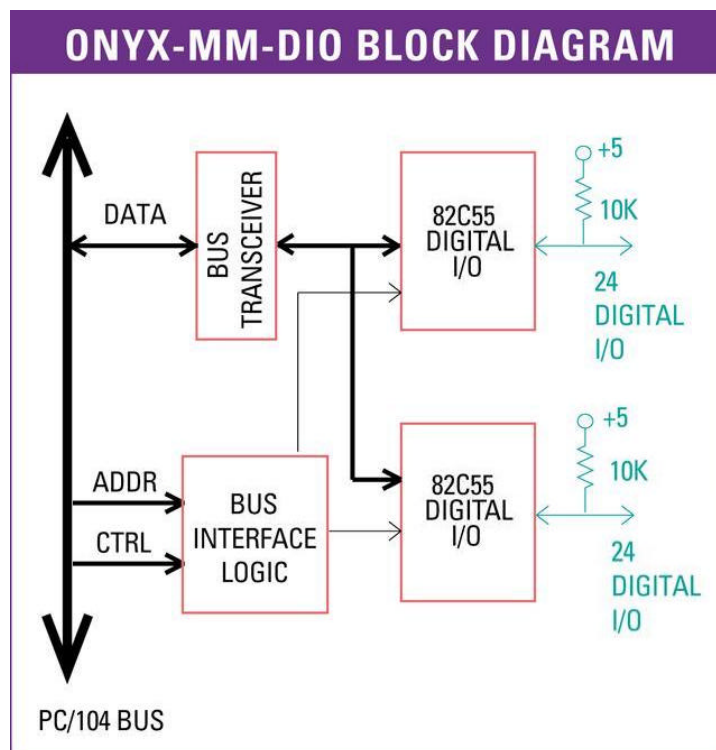 ONYX-MM-DIO BLOCK DIAGRAM
DATA
BUS
TRANSCEIVER
82C55
DIGITAL
I/O
+5
10K
24
DIGITAL
I/O
ADDR
CTRL
BUS
INTERFACE
LOGIC
82C55
DIGITAL
I/O
+5
10K
24
DIGITAL
I/O
PC/104 BUS